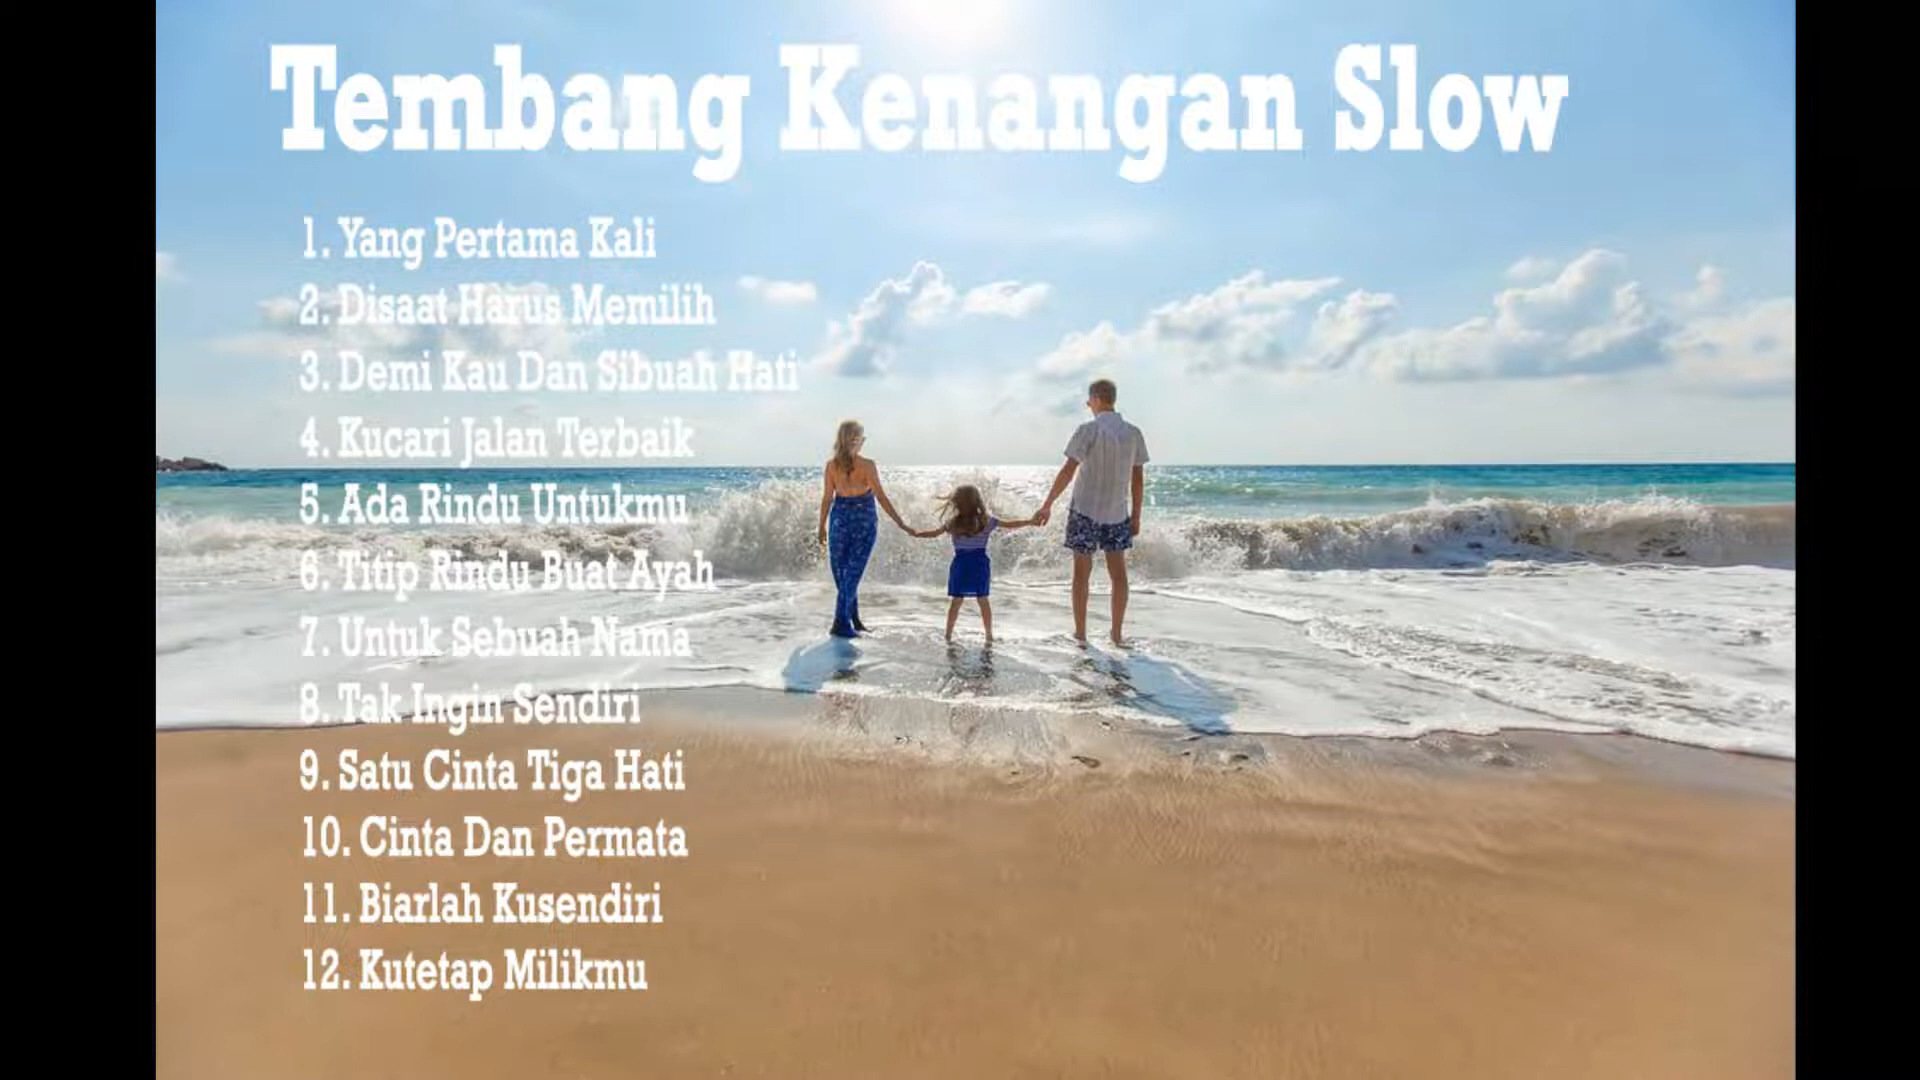 Tembang Kenangan Slow
1. Yang Pertama Kali
2. Disaat Harus Memilih
3. Demi Kau Dan Sibuah Hati
4. Kucari Jalan Terbaik
5. Ada Rindu Untukmu
6. Titip Rindu Buat Ayah
7. Untuk Sebuah Nama
8. Tak Ingin Sendiri
9. Satu Cinta Tiga Hati
10. Cinta Dan Permata
11. Biarlah Kusendiri
12. Kutetap Milikmu